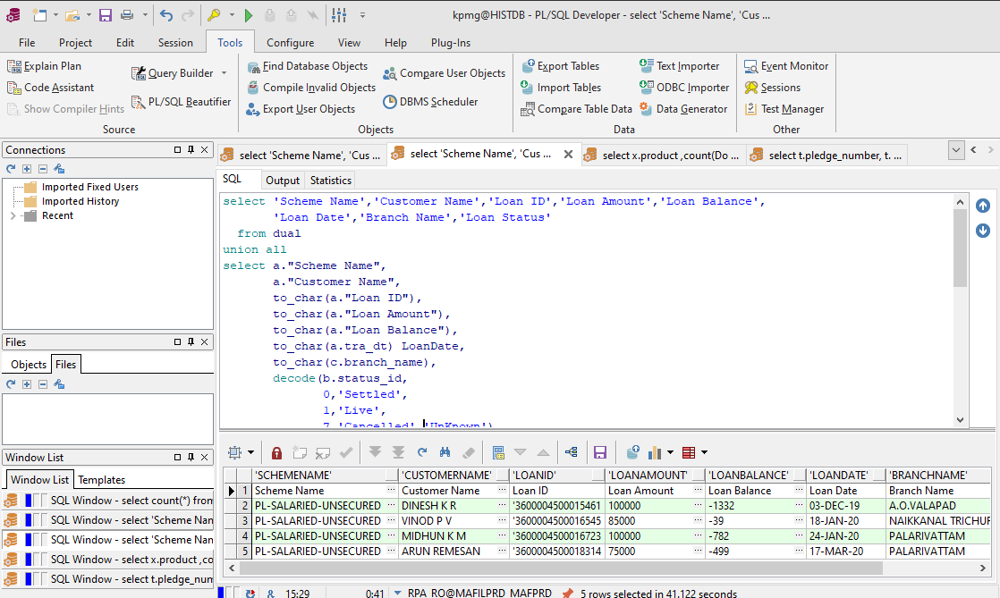 kpmg@HISTDB - PL/SQL Developer - select 'Scheme Name', 'Cus ...
File Project Edit Session Tools Configure View Help Plug-Ins
Explain Plan
Code Assistant
Show Compiler Hints
Query Builder
PL/SQL Beautifier
Source
Find Database Objects
Compile Invalid Objects
Export User Objects
Compare User Objects
DBMS Scheduler
Objects
Export Tables
Import Tables
Compare Table Data
Text Importer
ODBC Importer
Data Generator
Data
Event Monitor
Sessions
Test Manager
Other
Connections
Imported Fixed Users
Imported History
Recent
Files
Objects Files
Window List
Window List Templates
SQL Window - select count(*) from
SQL Window - select 'Scheme Nan
SQL Window - select 'Scheme Nan
SQL Window - select x.product ,co
SQL Window - select t.pledge_num
select 'Scheme Name', 'Cus ... select 'Scheme Name', 'Cus ... select x.product ,count(Do ... select t.pledge_number, t. ...
SQL Output Statistics
select 'Scheme Name','Customer Name','Loan ID','Loan Amount','Loan Balance',
'Loan Date','Branch Name','Loan Status'
from dual
union all
select a."Scheme Name",
a."Customer Name",
to_char(a."Loan ID"),
to_char(a."Loan Amount"),
to_char(a."Loan Balance"),
to_char(a.tra_dt) LoanDate,
to_char(c.branch_name),
decode(b.status_id,
0,'Settled',
1,'Live',
7,'Cancelled','UnKnown')
'SCHEMENAME' 'CUSTOMERNAME' 'LOANID' 'LOANAMOUNT' 'LOANBALANCE' 'LOANDATE' 'BRANCHNAME'
1 Scheme Name ... Customer Name ... Loan ID ... Loan Amount ... Loan Balance ... Loan Date ... Branch Name
2 PL-SALARIED-UNSECURED ... DINESH K R ... '3600004500015461 ... 100000 ... -1332 ... 03-DEC-19 ... A.O.VALAPAD
3 PL-SALARIED-UNSECURED ... VINOD P V ... '3600004500016545 ... 85000 ... -39 ... 18-JAN-20 ... NAIKKANAL TRICHUR
4 PL-SALARIED-UNSECURED ... MIDHUN K M ... '3600004500016723 ... 100000 ... -782 ... 24-JAN-20 ... PALARIVATTAM
5 PL-SALARIED-UNSECURED ... ARUN REMESAN ... '3600004500018314 ... 75000 ... -499 ... 17-MAR-20 ... PALARIVATTAM
15:29 0:41 RPA_RO@MAFILPRD_MAFPRD 5 rows selected in 41.122 seconds